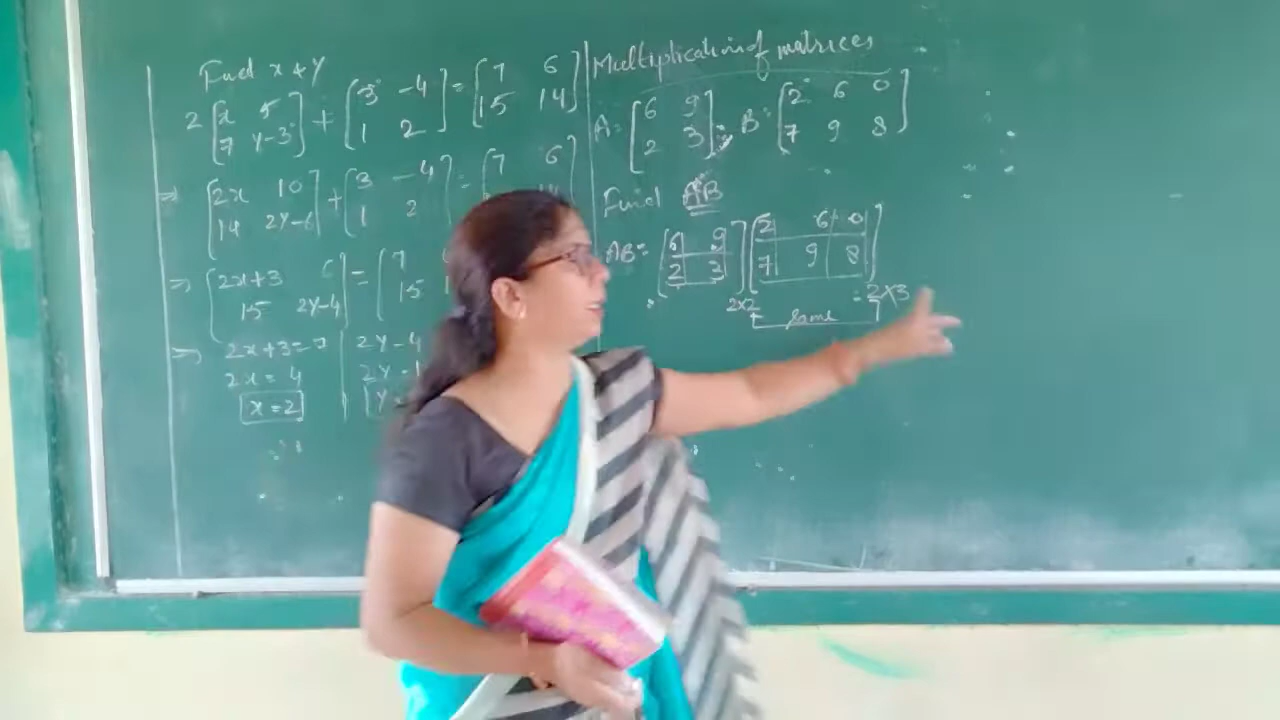 Find x & y
2 [x 5
7 y-3] + [3 -4
1 2] = [7 6
15 14]
⇒ [2x 10
14 2y-6] + [3 -4
1 2] = [7 6
⇒ [2x+3 6
15 2y-4] = [7
15
⇒ 2x+3=7 2y-4
2x = 4 2y
x = 2 y
Multiplication of matrices
A = [6 9
2 3]; B = [2 6 0
7 9 8]
Find AB
AB = [6 9
2 3] [2 6 0
7 9 8]
2×2 = 2×3
same